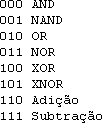 000 AND
001 NAND
010 OR
011 NOR
100 XOR
101 XNOR
110 Adição
111 Subtração